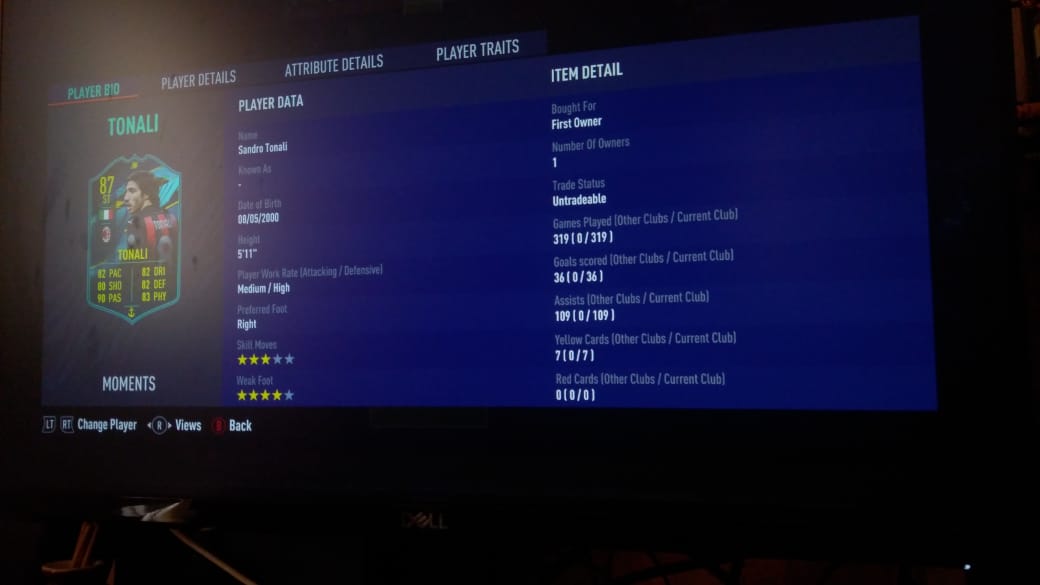 PLAYER BIO
PLAYER DETAILS
ATTRIBUTE DETAILS
PLAYER TRAITS
TONALI
87
ST
TONALI
82 PAC 82 DRI
80 SHO 82 DEF
90 PAS 83 PHY
MOMENTS
PLAYER DATA
Name
Sandro Tonali
Known As
-
Date of Birth
08/05/2000
Height
5'11"
Player Work Rate (Attacking / Defensive)
Medium / High
Preferred Foot
Right
Skill Moves
Weak Foot
ITEM DETAIL
Bought For
First Owner
Number Of Owners
1
Trade Status
Untradeable
Games Played (Other Clubs / Current Club)
319 ( 0 / 319 )
Goals scored (Other Clubs / Current Club)
36 ( 0 / 36 )
Assists (Other Clubs / Current Club)
109 ( 0 / 109 )
Yellow Cards (Other Clubs / Current Club)
7 ( 0 / 7 )
Red Cards (Other Clubs / Current Club)
0 ( 0 / 0 )
LT RT Change Player R Views B Back
DELL